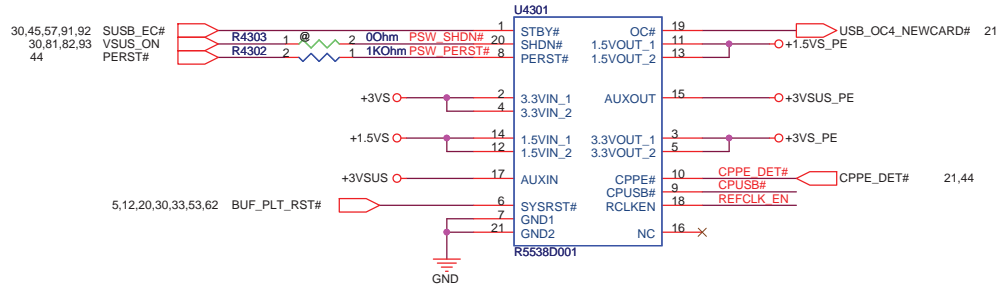 U4301
30,45,57,91,92 SUSB_EC# 1 STBY# OC# 19 USB_OC4_NEWCARD# 21
30,81,82,93 VSUS_ON R4303 1 @ 2 0Ohm PSW_SHDN# 20 SHDN# 1.5VOUT_1 11 +1.5VS_PE
44 PERST# R4302 2 1 1KOhm PSW_PERST# 8 PERST# 1.5VOUT_2 13
+3VS 2 3.3VIN_1 AUXOUT 15 +3VSUS_PE
4 3.3VIN_2
+1.5VS 14 1.5VIN_1 3.3VOUT_1 3 +3VS_PE
12 1.5VIN_2 3.3VOUT_2 5
+3VSUS 17 AUXIN CPPE# 10 CPPE_DET# CPPE_DET# 21,44
CPUSB# 9 CPUSB#
5,12,20,30,33,53,62 BUF_PLT_RST# 6 SYSRST# RCLKEN 18 REFCLK_EN
7 GND1
21 GND2 NC 16
R5538D001
GND